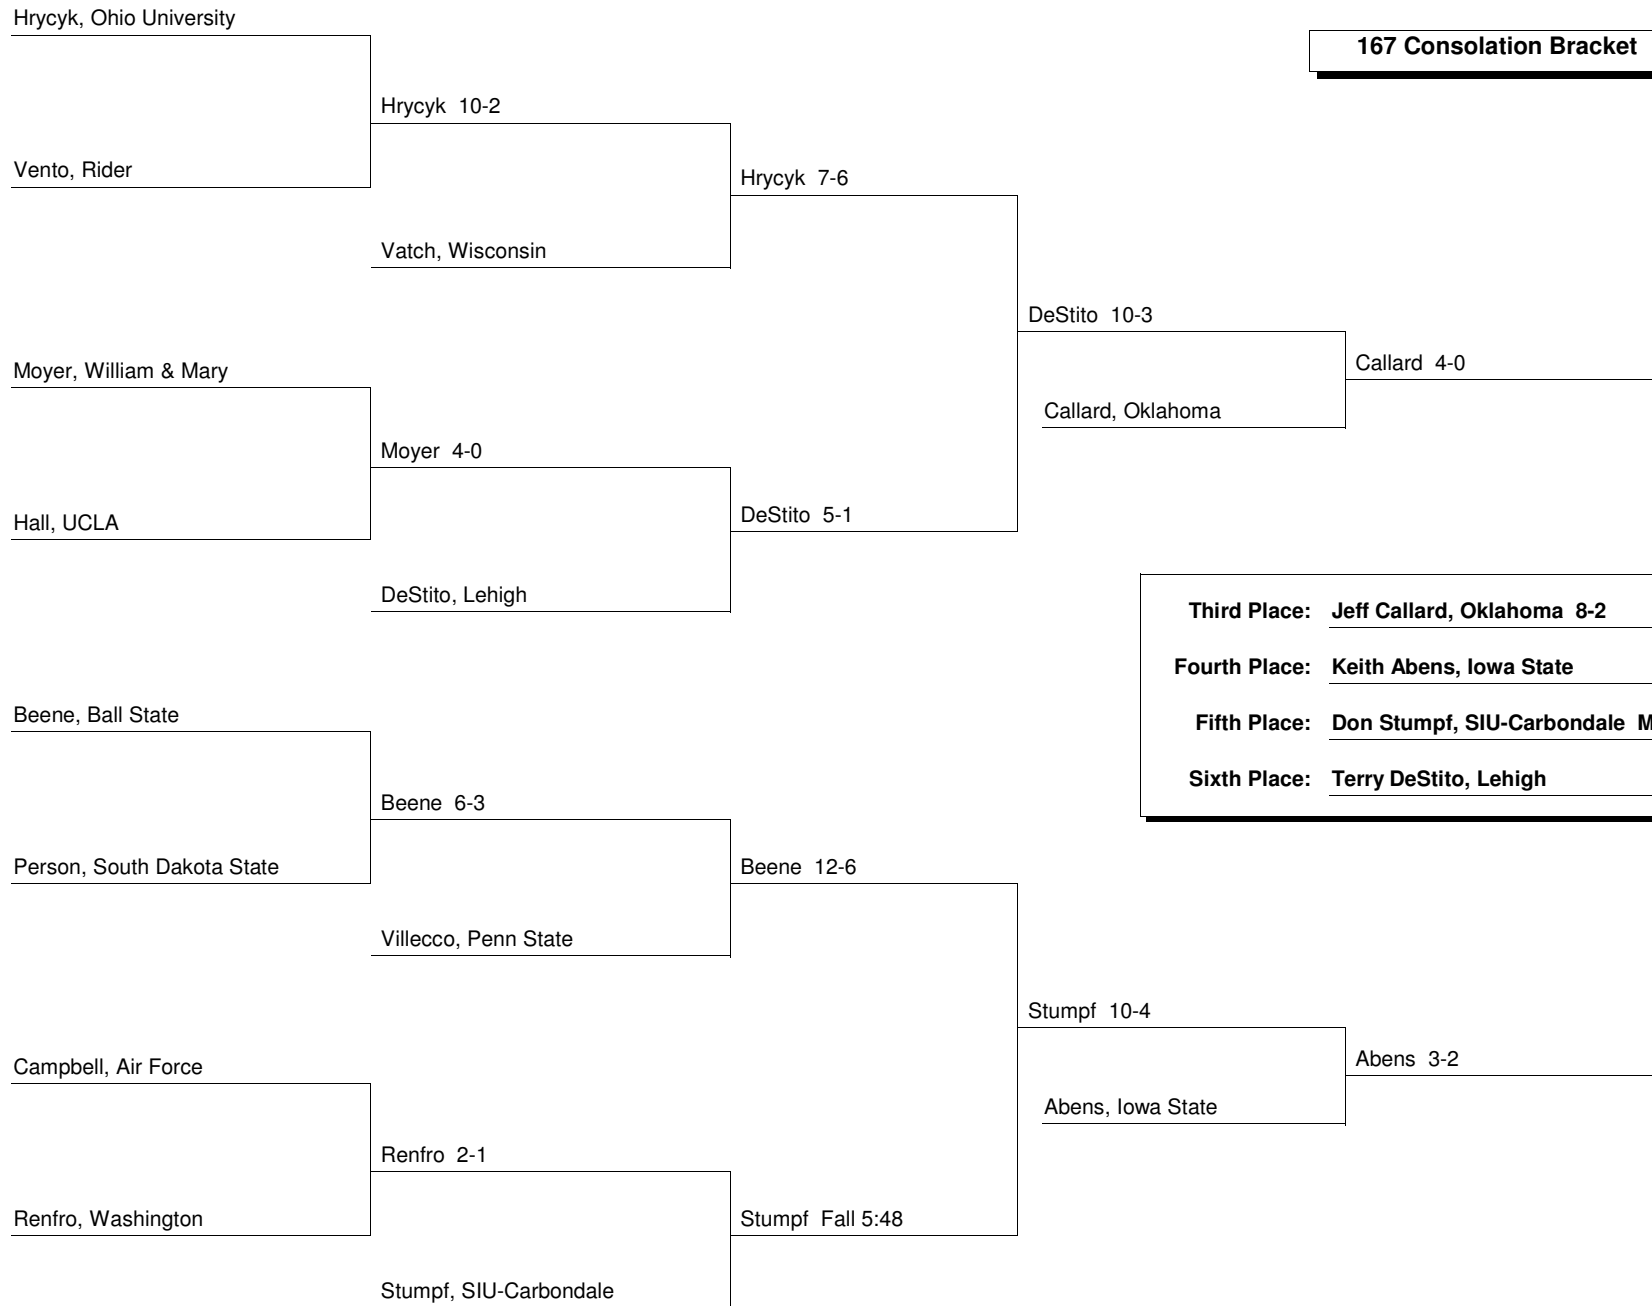 Hrycyk, Ohio University
167 Consolation Bracket
Hrycyk 10-2
Vento, Rider
Hrycyk 7-6
Vatch, Wisconsin
DeStito 10-3
Moyer, William & Mary
Callard 4-0
Callard, Oklahoma
Moyer 4-0
Hall, UCLA
DeStito 5-1
DeStito, Lehigh
Third Place: Jeff Callard, Oklahoma 8-2
Fourth Place: Keith Abens, Iowa State
Beene, Ball State
Fifth Place: Don Stumpf, SIU-Carbondale
Sixth Place: Terry DeStito, Lehigh
Beene 6-3
Person, South Dakota State
Beene 12-6
Villecco, Penn State
Stumpf 10-4
Campbell, Air Force
Abens 3-2
Abens, Iowa State
Renfro 2-1
Renfro, Washington
Stumpf Fall 5:48
Stumpf, SIU-Carbondale